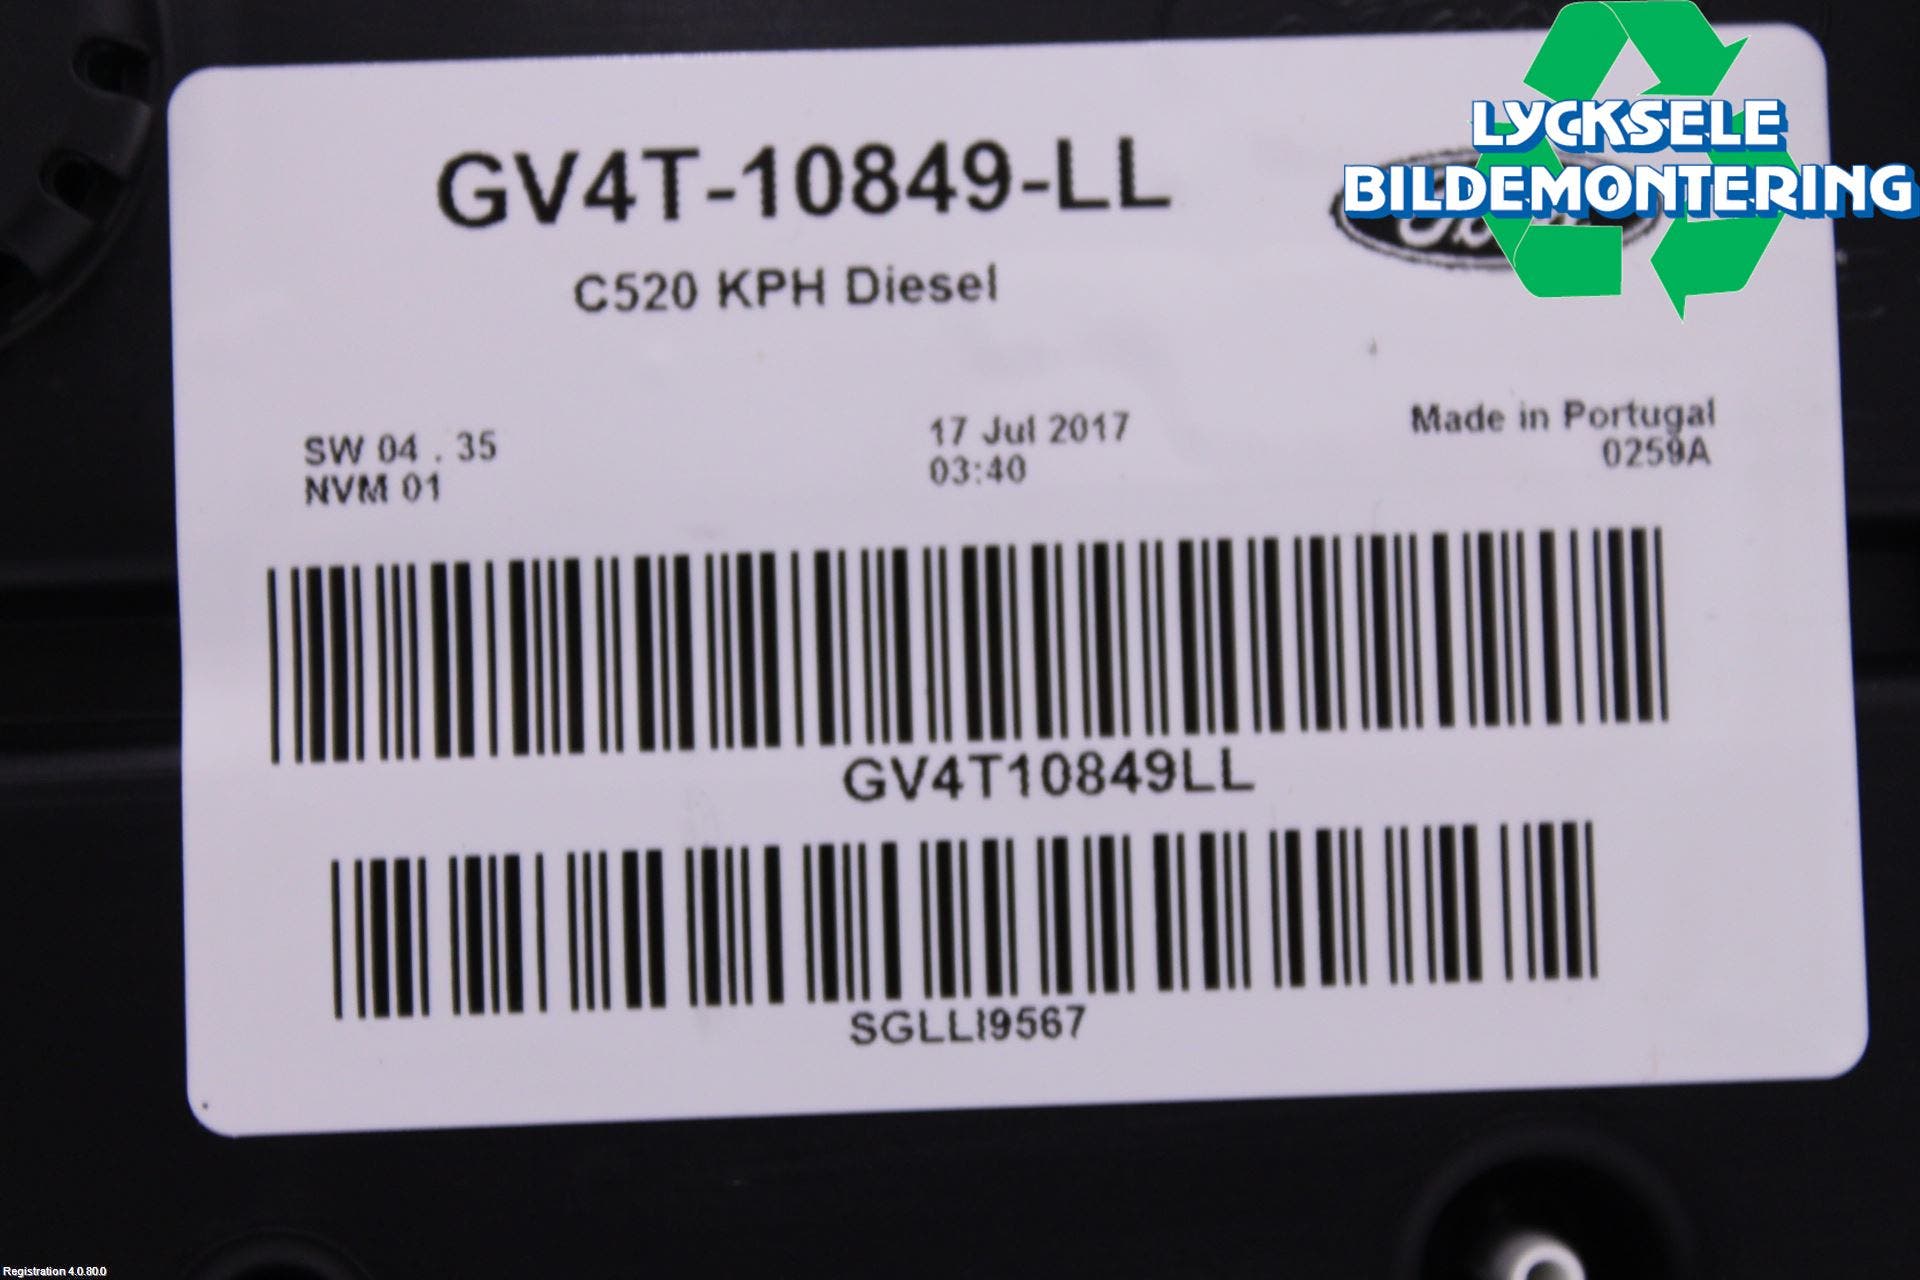 LYCKSELE
BILDEMONTERING
GV4T-10849-LL
C520 KPH Diesel
SW 04 . 35
NVM 01
17 Jul 2017
03:40
Made in Portugal
0259A
GV4T10849LL
SGLLI9567
Registration 4.0.80.0